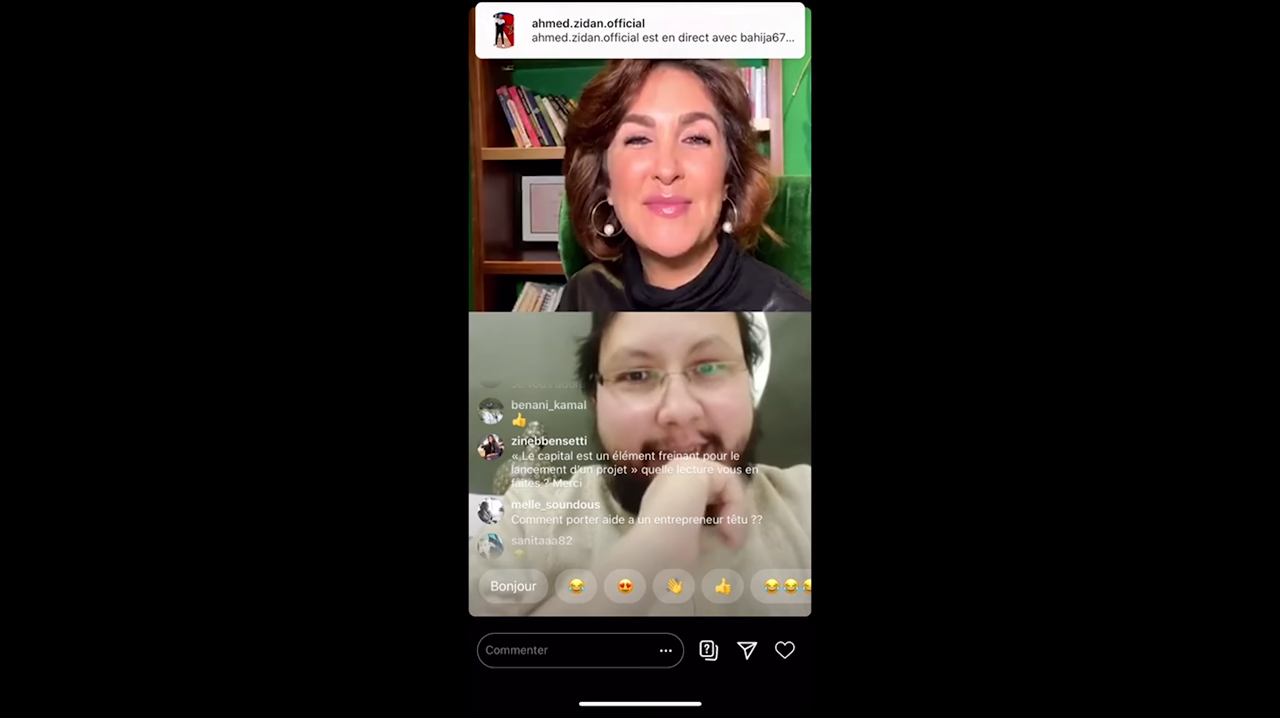 ahmed.zidan.official
ahmed.zidan.official est en direct avec bahija67...
benani_kamal
zinebbensetti
« Le capital est un élément freinant pour le
lancement d'un projet » quelle lecture vous en
faites ? Merci
melle_soundous
Comment porter aide a un entrepreneur têtu ??
sanitaaa82
Bonjour
Commenter